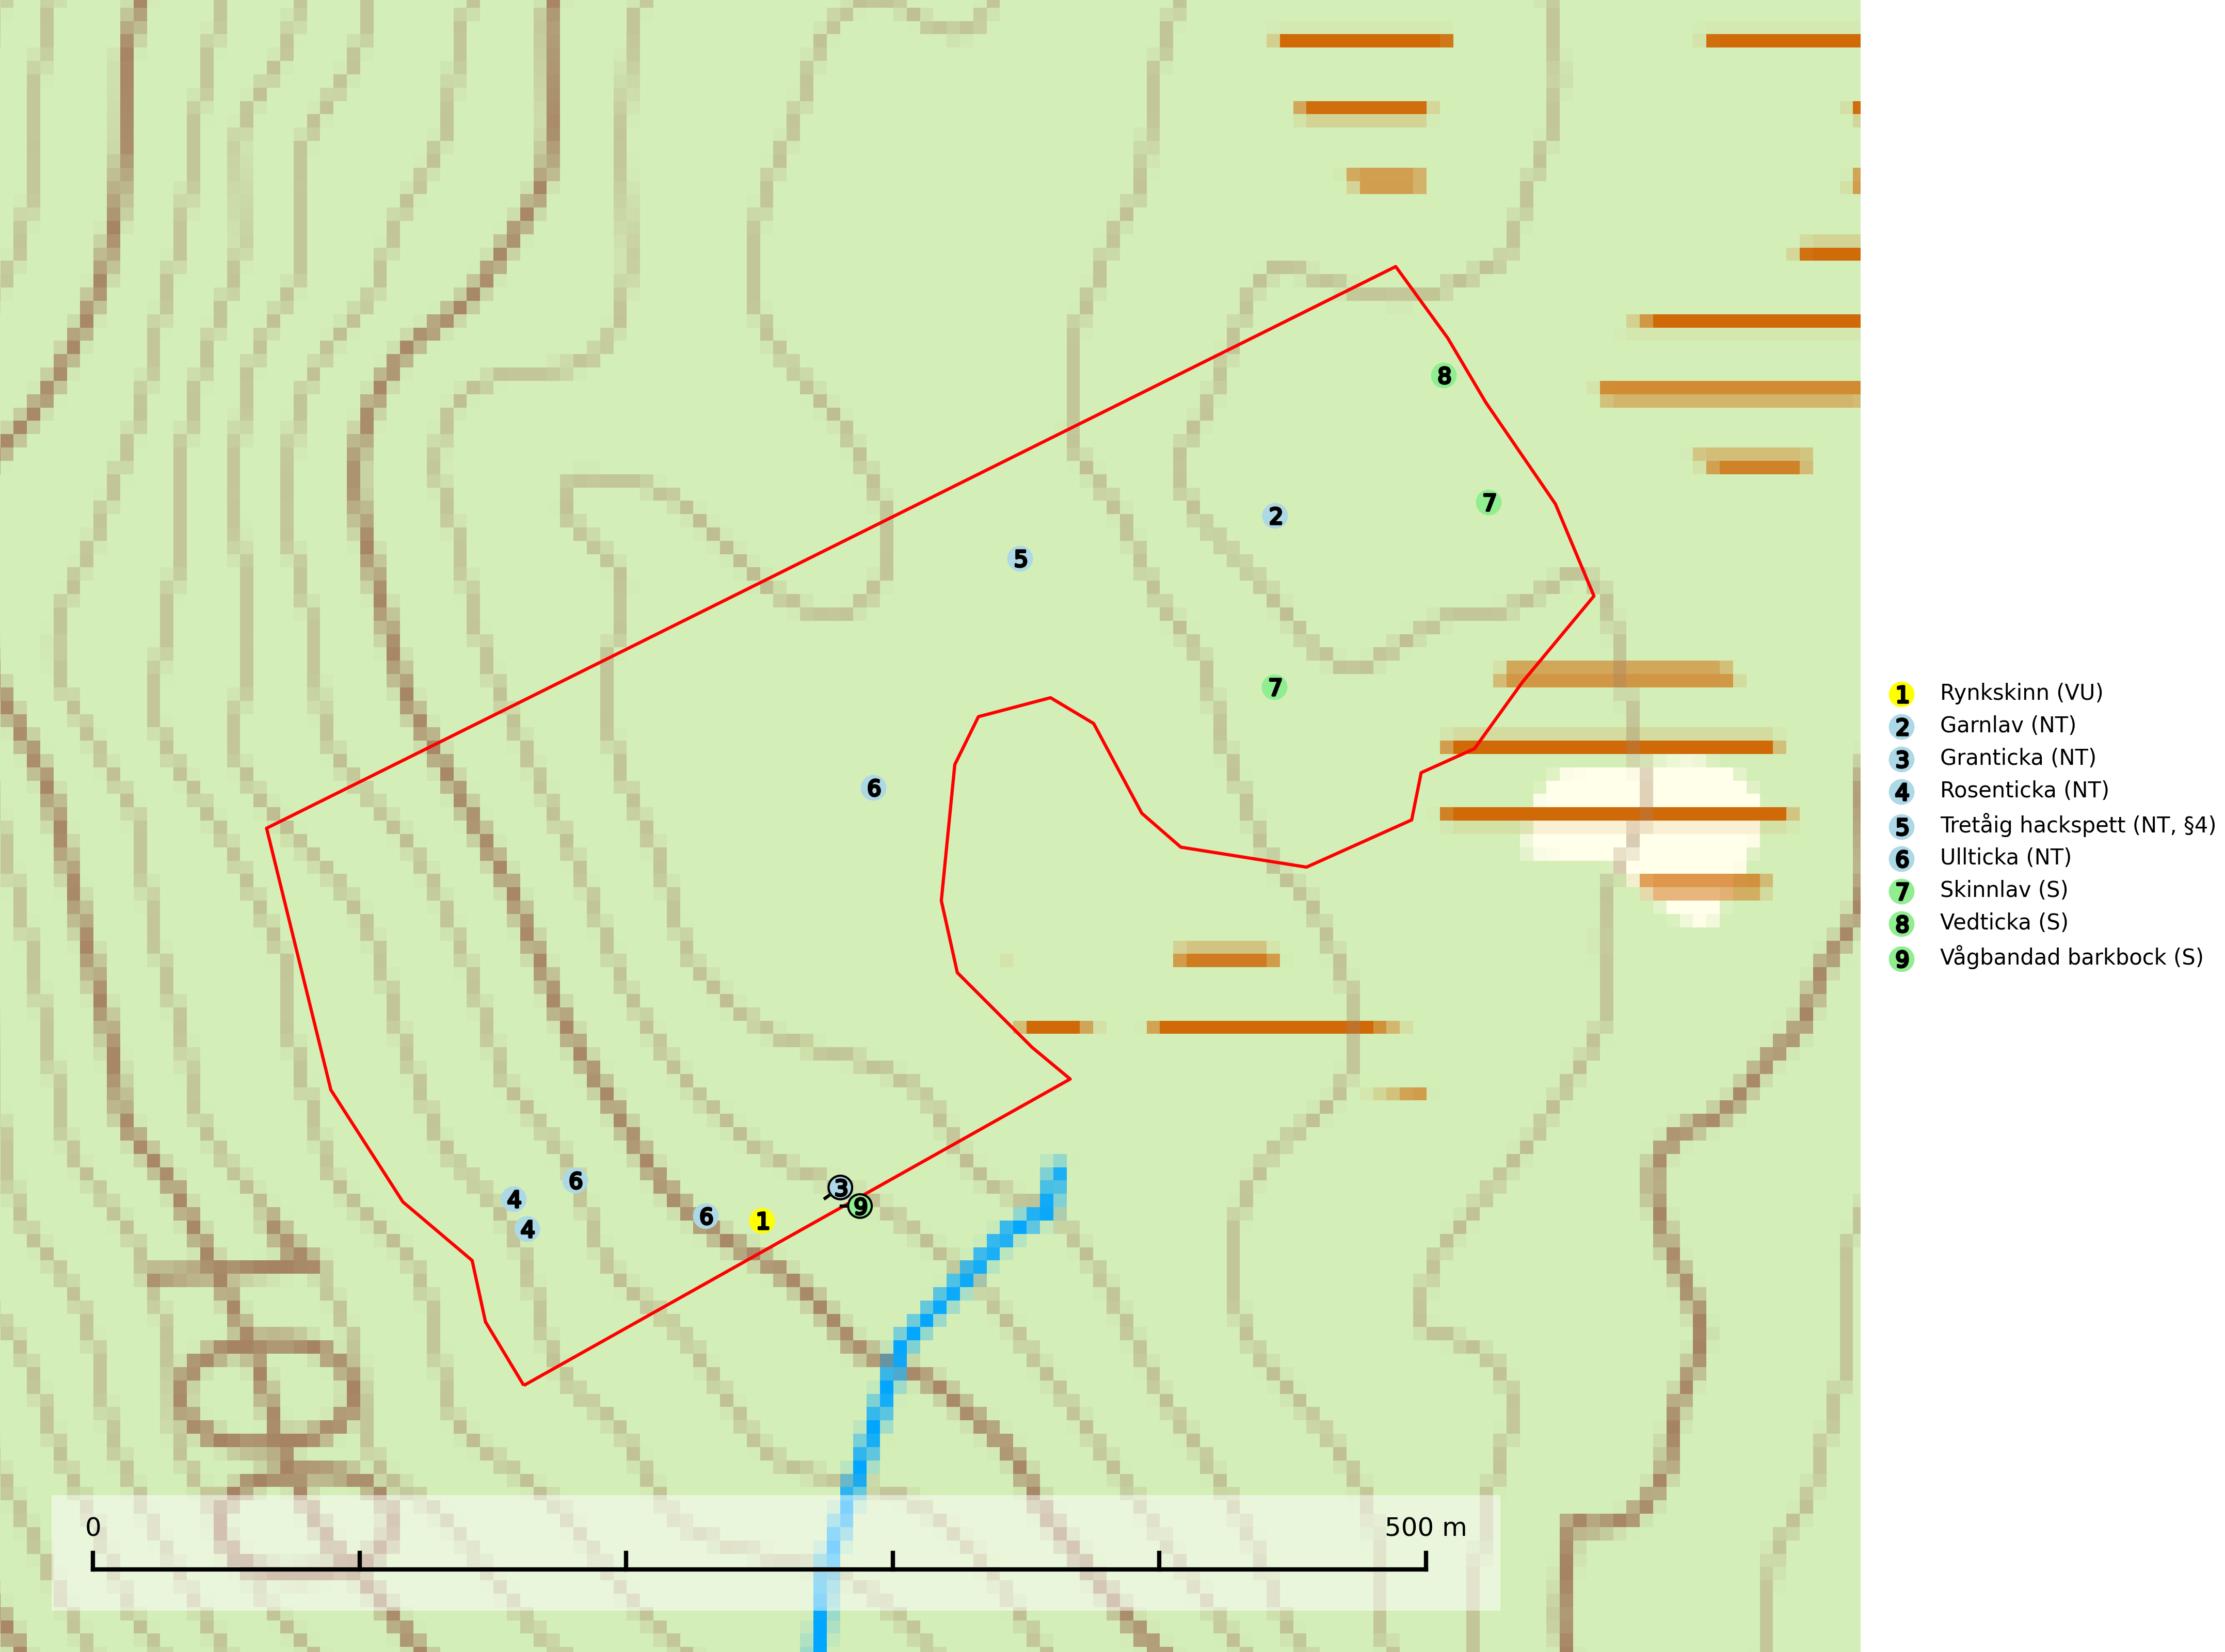 8
2
7
5
7
6
6
4
4
6
1
3
9
0
500 m
1 Rynkskinn (VU)
2 Garnlav (NT)
3 Granticka (NT)
4 Rosenticka (NT)
5 Tretåig hackspett (NT, §4)
6 Ullticka (NT)
7 Skinnlav (S)
8 Vedticka (S)
9 Vågbandad barkbock (S)